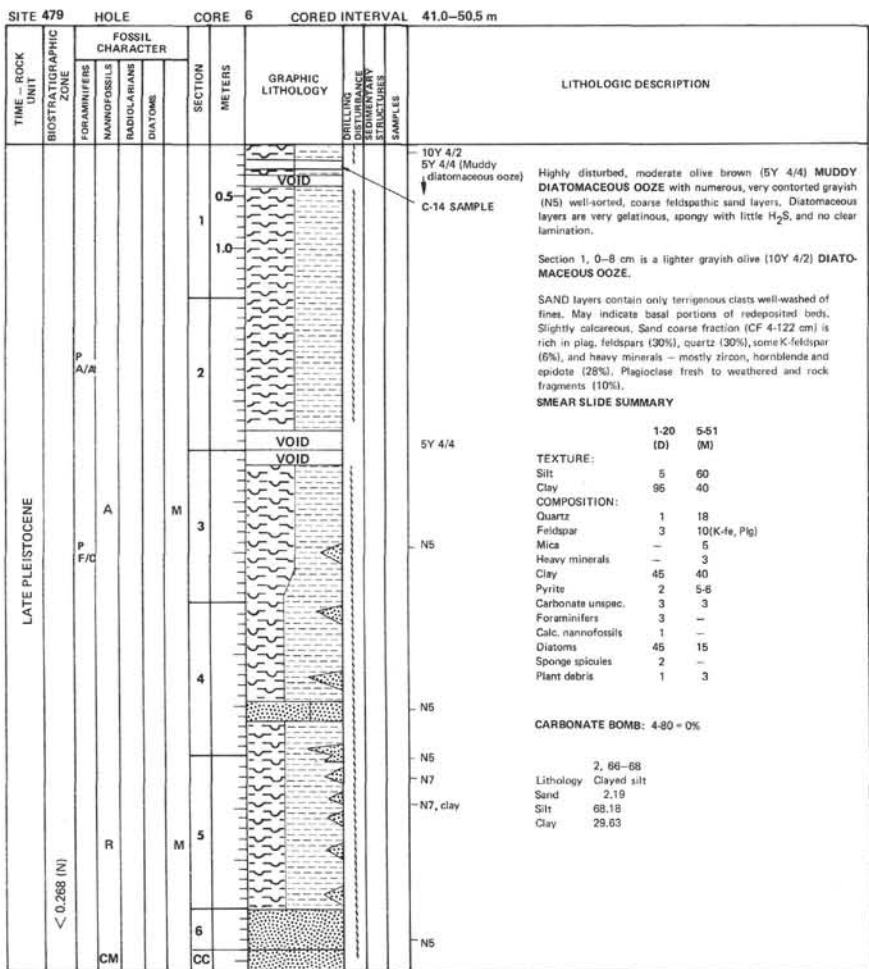 SITE 479 HOLE CORE 6 CORED INTERVAL 41.0–50.5 m
TIME – ROCK UNIT
BIOSTRATIGRAPHIC ZONE
FOSSIL CHARACTER
FORAMINIFERS
NANNOFOSSILS
RADIOLARIANS
DIATOMS
SECTION
METERS
GRAPHIC LITHOLOGY
DRILLING DISTURBANCE
SEDIMENTARY STRUCTURES
SAMPLES
LITHOLOGIC DESCRIPTION
LATE PLEISTOCENE
< 0.268 (N)
P
A/A
P
F/C
A
R
CM
M
M
1
0.5
1.0
2
3
4
5
6
CC
VOID
VOID
VOID
10Y 4/2
5Y 4/4 (Muddy
diatomaceous ooze)
C-14 SAMPLE
5Y 4/4
N5
N5
N5
N7
N7, clay
N5
Highly disturbed, moderate olive brown (5Y 4/4) MUDDY
DIATOMACEOUS OOZE with numerous, very contorted grayish
(N5) well-sorted, coarse feldspathic sand layers. Diatomaceous
layers are very gelatinous, spongy with little H2S, and no clear
lamination.
Section 1, 0–8 cm is a lighter grayish olive (10Y 4/2) DIATO-
MACEOUS OOZE.
SAND layers contain only terrigenous clasts well-washed of
fines. May indicate basal portions of redeposited beds.
Slightly calcareous. Sand coarse fraction (CF 4-122 cm) is
rich in plag. feldspars (30%), quartz (30%), some K-feldspar
(6%), and heavy minerals – mostly zircon, hornblende and
epidote (28%). Plagioclase fresh to weathered and rock
fragments (10%).
SMEAR SLIDE SUMMARY
1-20 5-51
(D) (M)
TEXTURE:
Silt 5 60
Clay 95 40
COMPOSITION:
Quartz 1 18
Feldspar 3 10(K-fe, Plg)
Mica – 5
Heavy minerals – 3
Clay 45 40
Pyrite 2 5-6
Carbonate unspec. 3 3
Foraminifers 3 –
Calc. nannofossils 1 –
Diatoms 45 15
Sponge spicules 2 –
Plant debris 1 3
CARBONATE BOMB: 4-80 = 0%
2, 66–68
Lithology Clayed silt
Sand 2.19
Silt 68.18
Clay 29.63